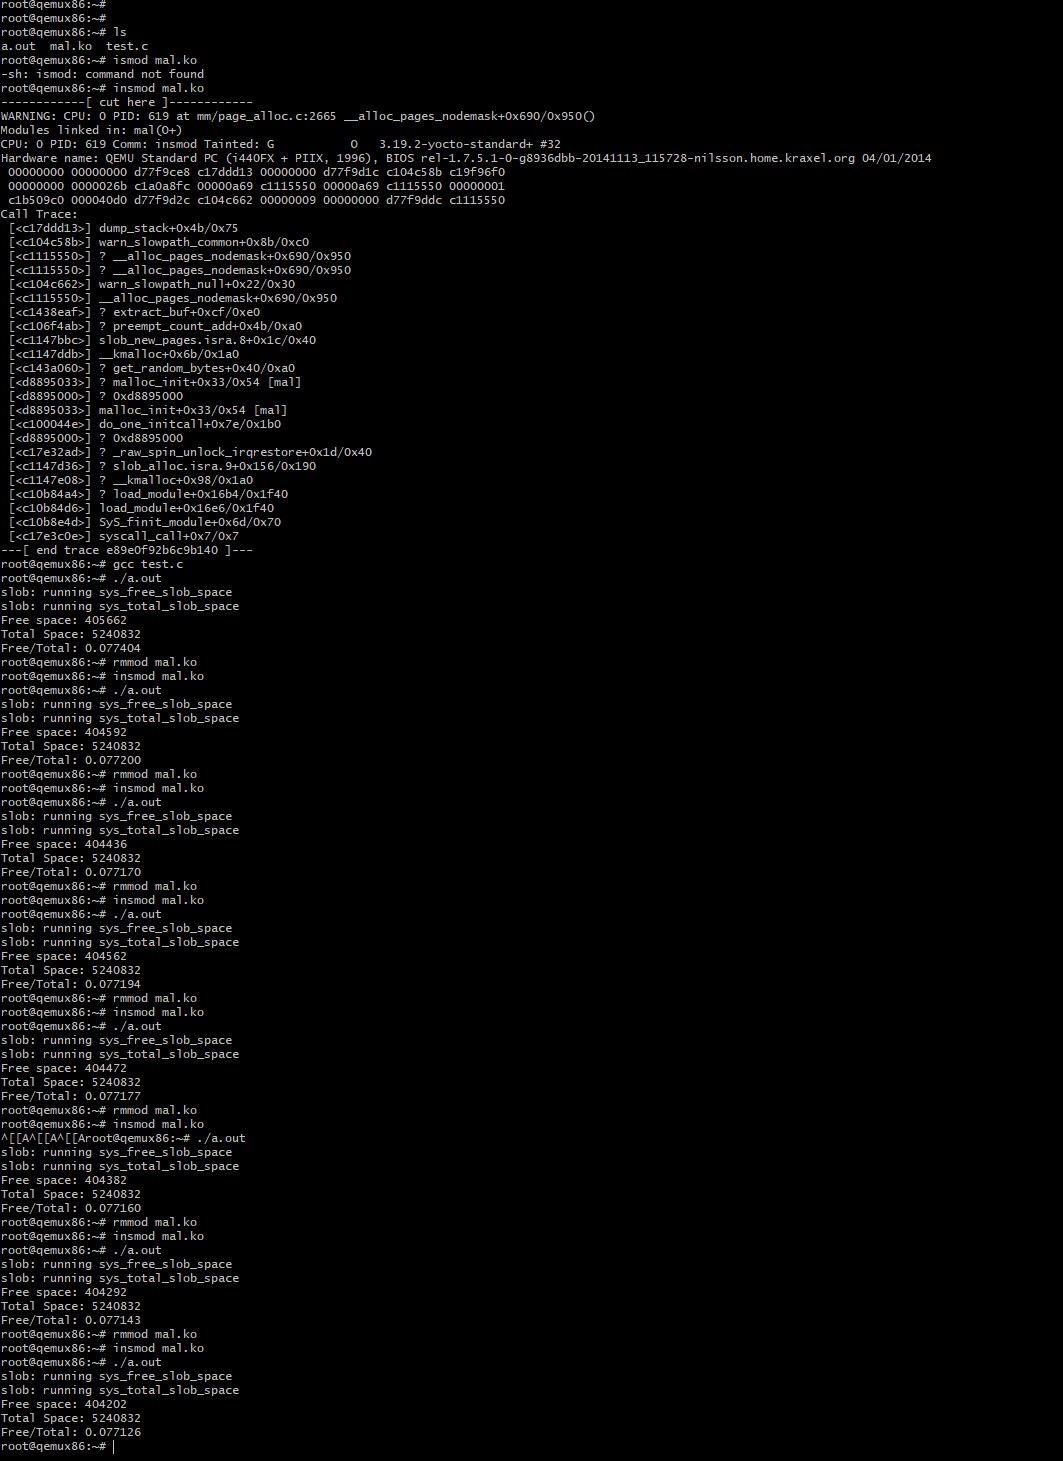 root@qemux86:~#
root@qemux86:~#
root@qemux86:~# ls
a.out  mal.ko  test.c
root@qemux86:~# ismod mal.ko
-sh: ismod: command not found
root@qemux86:~# insmod mal.ko
------------[ cut here ]------------
WARNING: CPU: 0 PID: 619 at mm/page_alloc.c:2665 __alloc_pages_nodemask+0x690/0x950()
Modules linked in: mal(O+)
CPU: 0 PID: 619 Comm: insmod Tainted: G           O   3.19.2-yocto-standard+ #32
Hardware name: QEMU Standard PC (i440FX + PIIX, 1996), BIOS rel-1.7.5.1-0-g8936dbb-20141113_115728-nilsson.home.kraxel.org 04/01/2014
 00000000 00000000 d77f9ce8 c17ddd13 00000000 d77f9d1c c104c58b c19f96f0
 00000000 0000026b c1a0a8fc 00000a69 c1115550 00000a69 c1115550 00000001
 c1b509c0 000040d0 d77f9d2c c104c662 00000009 00000000 d77f9ddc c1115550
Call Trace:
 [<c17ddd13>] dump_stack+0x4b/0x75
 [<c104c58b>] warn_slowpath_common+0x8b/0xc0
 [<c1115550>] ? __alloc_pages_nodemask+0x690/0x950
 [<c1115550>] ? __alloc_pages_nodemask+0x690/0x950
 [<c104c662>] warn_slowpath_null+0x22/0x30
 [<c1115550>] __alloc_pages_nodemask+0x690/0x950
 [<c1438eaf>] ? extract_buf+0xcf/0xe0
 [<c106f4ab>] ? preempt_count_add+0x4b/0xa0
 [<c1147bbc>] slob_new_pages.isra.8+0x1c/0x40
 [<c1147ddb>] __kmalloc+0x6b/0x1a0
 [<c143a060>] ? get_random_bytes+0x40/0xa0
 [<d8895033>] ? malloc_init+0x33/0x54 [mal]
 [<d8895000>] ? 0xd8895000
 [<d8895033>] malloc_init+0x33/0x54 [mal]
 [<c100044e>] do_one_initcall+0x7e/0x1b0
 [<d8895000>] ? 0xd8895000
 [<c17e32ad>] ? _raw_spin_unlock_irqrestore+0x1d/0x40
 [<c1147d36>] ? slob_alloc.isra.9+0x156/0x190
 [<c1147e08>] ? __kmalloc+0x98/0x1a0
 [<c10b84a4>] ? load_module+0x16b4/0x1f40
 [<c10b84d6>] load_module+0x16e6/0x1f40
 [<c10b8e4d>] SyS_finit_module+0x6d/0x70
 [<c17e3c0e>] syscall_call+0x7/0x7
---[ end trace e89e0f92b6c9b140 ]---
root@qemux86:~# gcc test.c
root@qemux86:~# ./a.out
slob: running sys_free_slob_space
slob: running sys_total_slob_space
Free space: 405662
Total Space: 5240832
Free/Total: 0.077404
root@qemux86:~# rmmod mal.ko
root@qemux86:~# insmod mal.ko
root@qemux86:~# ./a.out
slob: running sys_free_slob_space
slob: running sys_total_slob_space
Free space: 404592
Total Space: 5240832
Free/Total: 0.077200
root@qemux86:~# rmmod mal.ko
root@qemux86:~# insmod mal.ko
root@qemux86:~# ./a.out
slob: running sys_free_slob_space
slob: running sys_total_slob_space
Free space: 404436
Total Space: 5240832
Free/Total: 0.077170
root@qemux86:~# rmmod mal.ko
root@qemux86:~# insmod mal.ko
root@qemux86:~# ./a.out
slob: running sys_free_slob_space
slob: running sys_total_slob_space
Free space: 404562
Total Space: 5240832
Free/Total: 0.077194
root@qemux86:~# rmmod mal.ko
root@qemux86:~# insmod mal.ko
root@qemux86:~# ./a.out
slob: running sys_free_slob_space
slob: running sys_total_slob_space
Free space: 404472
Total Space: 5240832
Free/Total: 0.077177
root@qemux86:~# rmmod mal.ko
root@qemux86:~# insmod mal.ko
^[[A^[[A^[[Aroot@qemux86:~# ./a.out
slob: running sys_free_slob_space
slob: running sys_total_slob_space
Free space: 404382
Total Space: 5240832
Free/Total: 0.077160
root@qemux86:~# rmmod mal.ko
root@qemux86:~# insmod mal.ko
root@qemux86:~# ./a.out
slob: running sys_free_slob_space
slob: running sys_total_slob_space
Free space: 404292
Total Space: 5240832
Free/Total: 0.077143
root@qemux86:~# rmmod mal.ko
root@qemux86:~# insmod mal.ko
root@qemux86:~# ./a.out
slob: running sys_free_slob_space
slob: running sys_total_slob_space
Free space: 404202
Total Space: 5240832
Free/Total: 0.077126
root@qemux86:~#